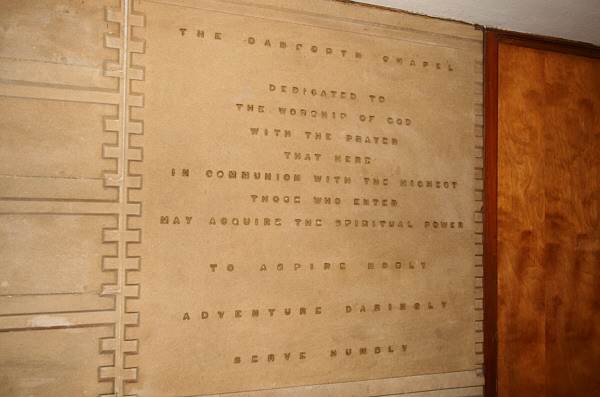 THE DANFORTH CHAPEL
DEDICATED TO
THE WORSHIP OF GOD
WITH THE PRAYER
THAT HERE
IN COMMUNION WITH THE HIGHEST
THOSE WHO ENTER
MAY ACQUIRE THE SPIRITUAL POWER
TO ASPIRE NOBLY
ADVENTURE DARINGLY
SERVE HUMBLY